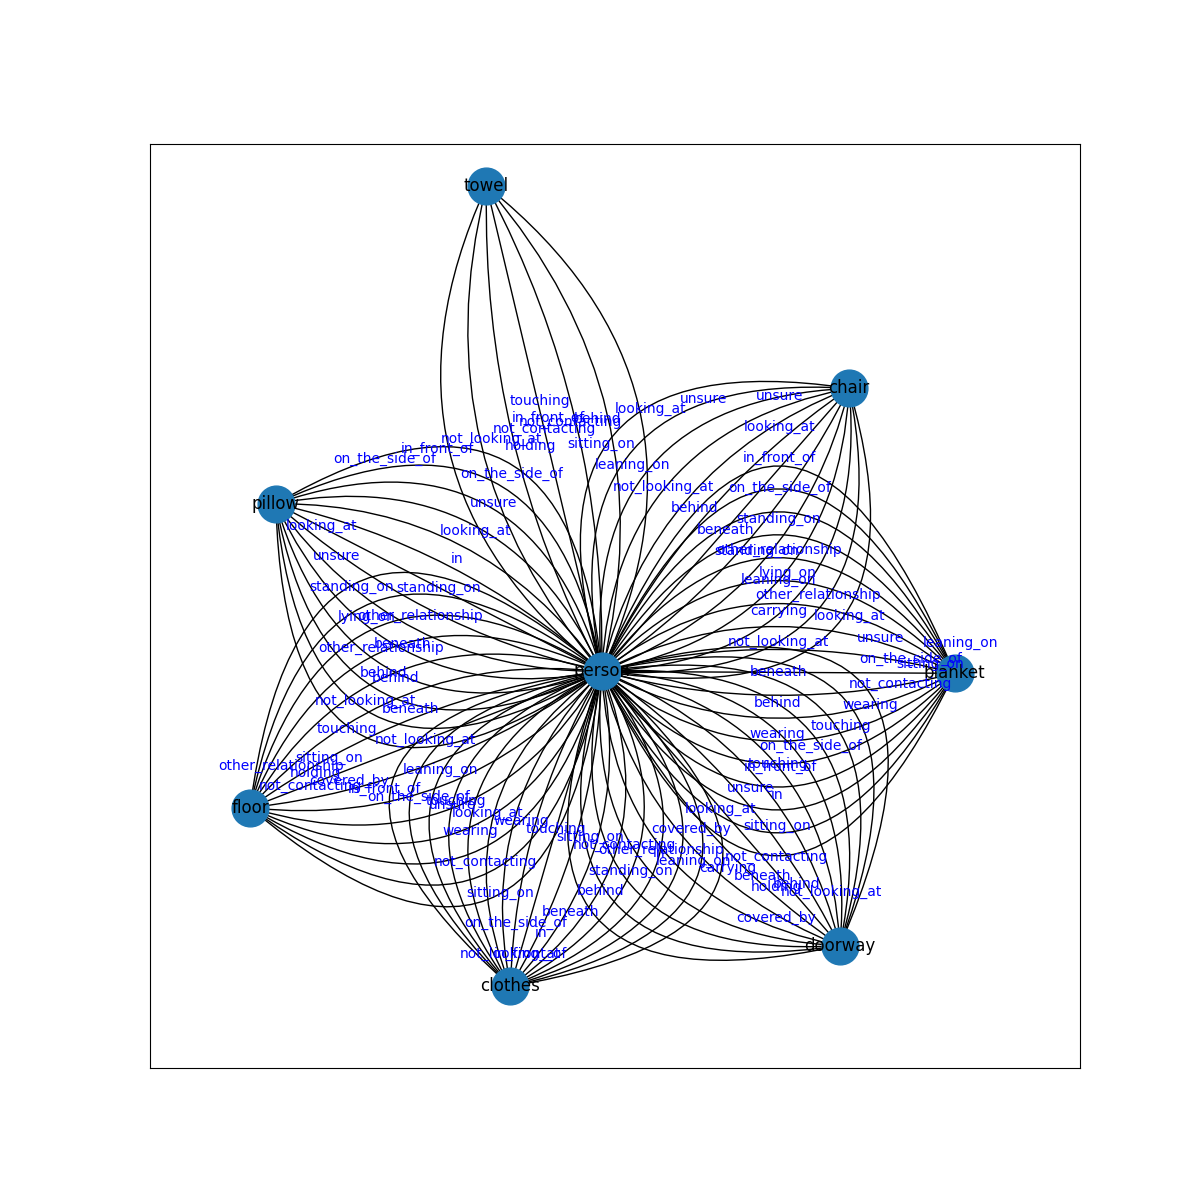 towel
chair
unsure
unsure
touching
looking_at
in_front_of
behind
not_contacting
not_contacting
looking_at
not_looking_at
holding
sitting_on
in_front_of
on_the_side_of
in_front_of
leaning_on
on_the_side_of
not_looking_at
on_the_side_of
unsure
pillow
behind
standing_on
looking_at
looking_at
beneath
unsure
in
standing_on
other_relationship
lying_on
leaning_on
standing_on
standing_on
other_relationship
carrying
lying_on
other_relationship
looking_at
other_relationship
beneath
not_looking_at
unsure
leaning_on
on_the_side_of
sitting_on
behind
behind
person
beneath
blanket
not_contacting
not_looking_at
beneath
behind
wearing
touching
not_looking_at
wearing
touching
on_the_side_of
sitting_on
other_relationship
holding
leaning_on
touching
in_front_of
not_contacting
covered_by
in_front_of
on_the_side_of
unsure
in
floor
unsure
touching
looking_at
looking_at
wearing
wearing
touching
sitting_on
covered_by
sitting_on
not_contacting
other_relationship
not_contacting
leaning_on
not_contacting
carrying
standing_on
beneath
sitting_on
behind
holding
behind
not_looking_at
beneath
on_the_side_of
covered_by
in
doorway
not_looking_at
in_front_of
clothes